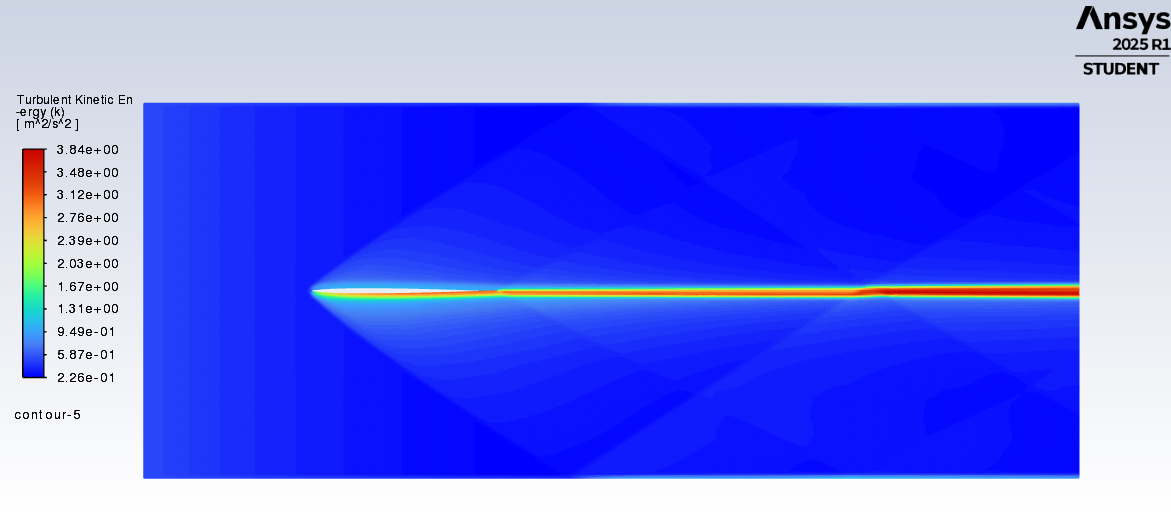 Ansys
2025 R1
STUDENT
Turbulent Kinetic En
-ergy (k)
[ m^2/s^2 ]
3.84e+00
3.48e+00
3.12e+00
2.76e+00
2.39e+00
2.03e+00
1.67e+00
1.31e+00
9.49e-01
5.87e-01
2.26e-01
contour-5